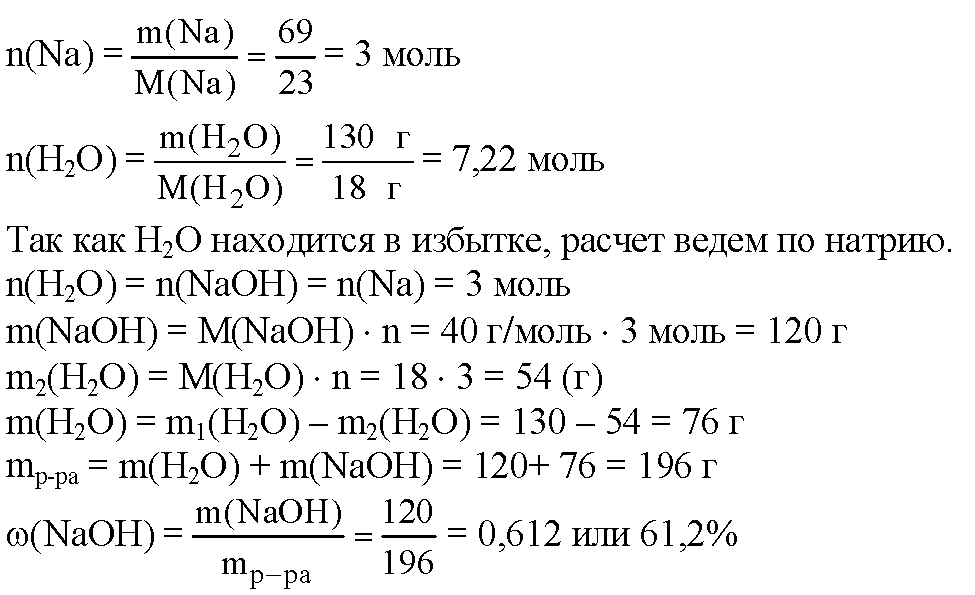 n(Na) = m(Na)/M(Na) = 69/23 = 3 моль
n(H₂O) = m(H₂O)/M(H₂O) = 130 г/18 г = 7,22 моль
Так как H₂O находится в избытке, расчет ведем по натрию.
n(H₂O) = n(NaOH) = n(Na) = 3 моль
m(NaOH) = M(NaOH) · n = 40 г/моль · 3 моль = 120 г
m₂(H₂O) = M(H₂O) · n = 18 · 3 = 54 (г)
m(H₂O) = m₁(H₂O) – m₂(H₂O) = 130 – 54 = 76 г
mр-ра = m(H₂O) + m(NaOH) = 120+ 76 = 196 г
ω(NaOH) = m(NaOH)/mр–ра = 120/196 = 0,612 или 61,2%